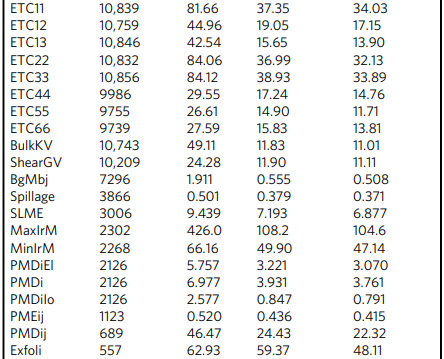 ETC11 10,839 81.66 37.35 34.03
ETC12 10,759 44.96 19.05 17.15
ETC13 10,846 42.54 15.65 13.90
ETC22 10,832 84.06 36.99 32.13
ETC33 10,856 84.12 38.93 33.89
ETC44 9986 29.55 17.24 14.76
ETC55 9755 26.61 14.90 11.71
ETC66 9739 27.59 15.83 13.81
BulkKV 10,743 49.11 11.83 11.01
ShearGV 10,209 24.28 11.90 11.11
BgMbj 7296 1.911 0.555 0.508
Spillage 3866 0.501 0.379 0.371
SLME 3006 9.439 7.193 6.877
MaxIrM 2302 426.0 108.2 104.6
MinIrM 2268 66.16 49.90 47.14
PMDiEl 2126 5.757 3.221 3.070
PMDi 2126 6.977 3.931 3.761
PMDiIo 2126 2.577 0.847 0.791
PMEij 1123 0.520 0.436 0.415
PMDij 689 46.47 24.43 22.32
Exfoli 557 62.93 59.37 48.11